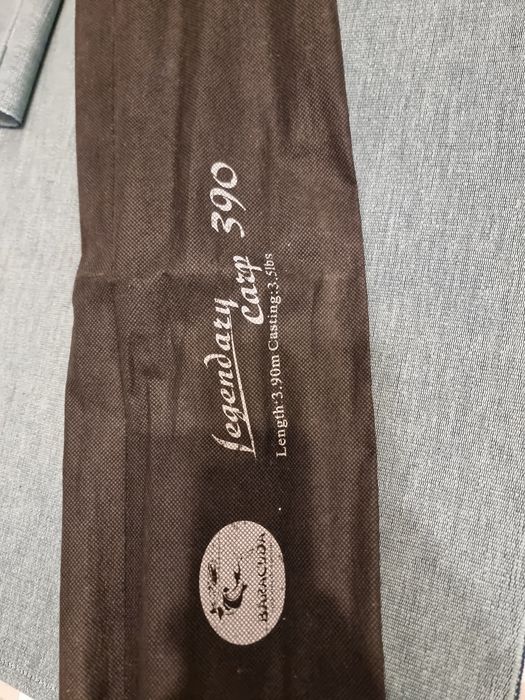 Legendary
Carp 390
Length:3.90m Casting:3.5lbs
BARACUDA